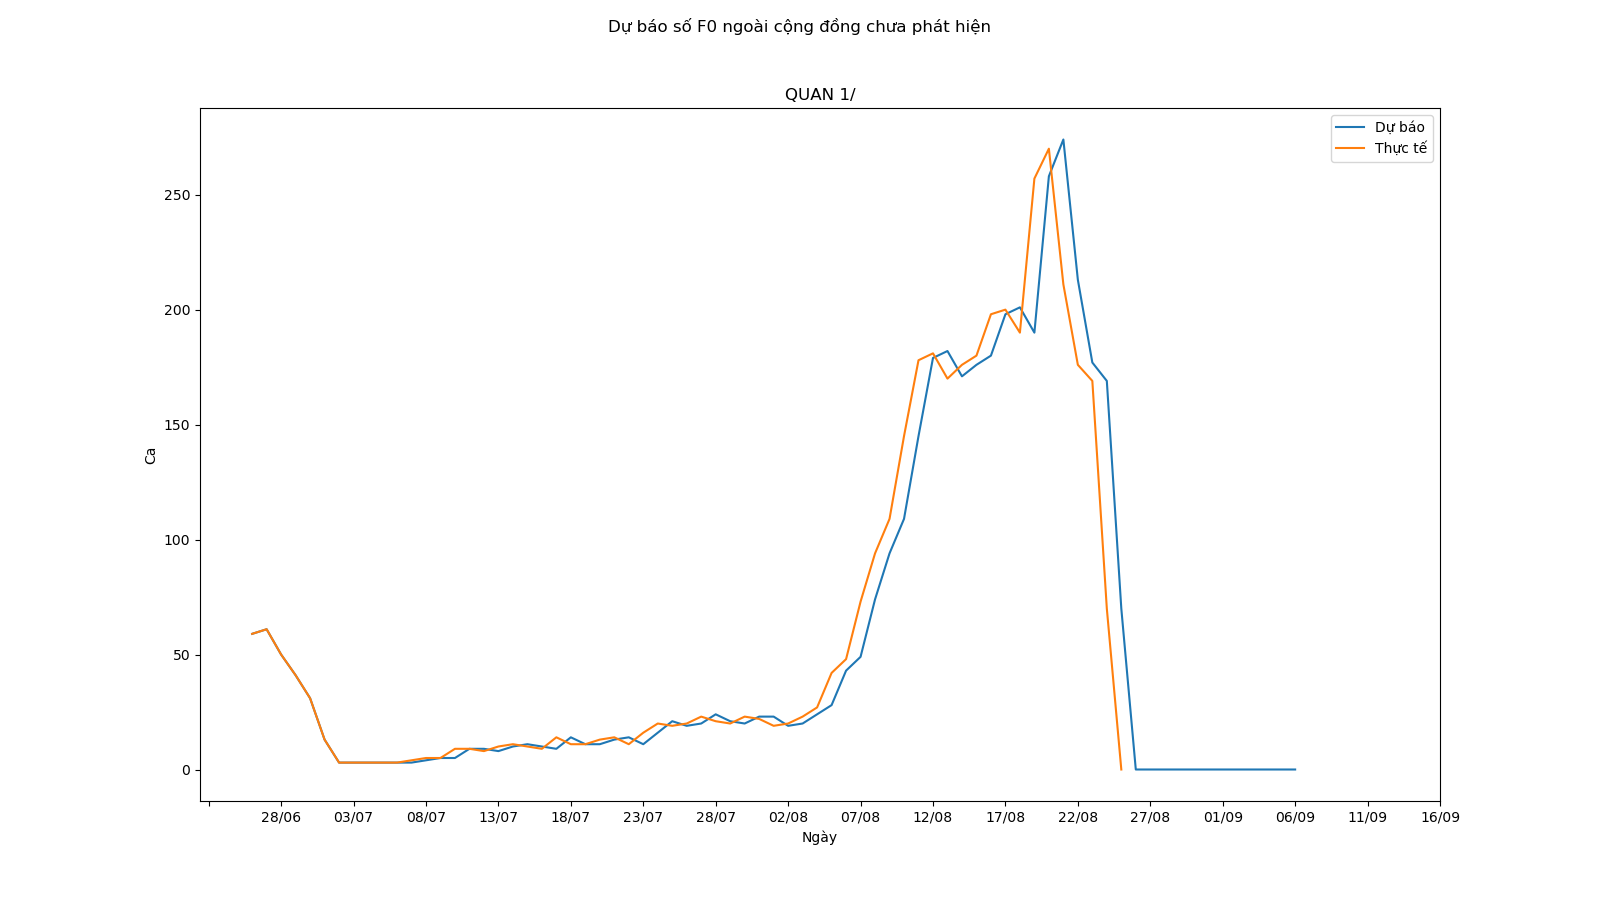 Dự báo số F0 ngoài cộng đồng chưa phát hiện
QUAN 1/
Dự báo
Thực tế
250
200
150
100
50
0
Ca
28/06 03/07 08/07 13/07 18/07 23/07 28/07 02/08 07/08 12/08 17/08 22/08 27/08 01/09 06/09 11/09 16/09
Ngày